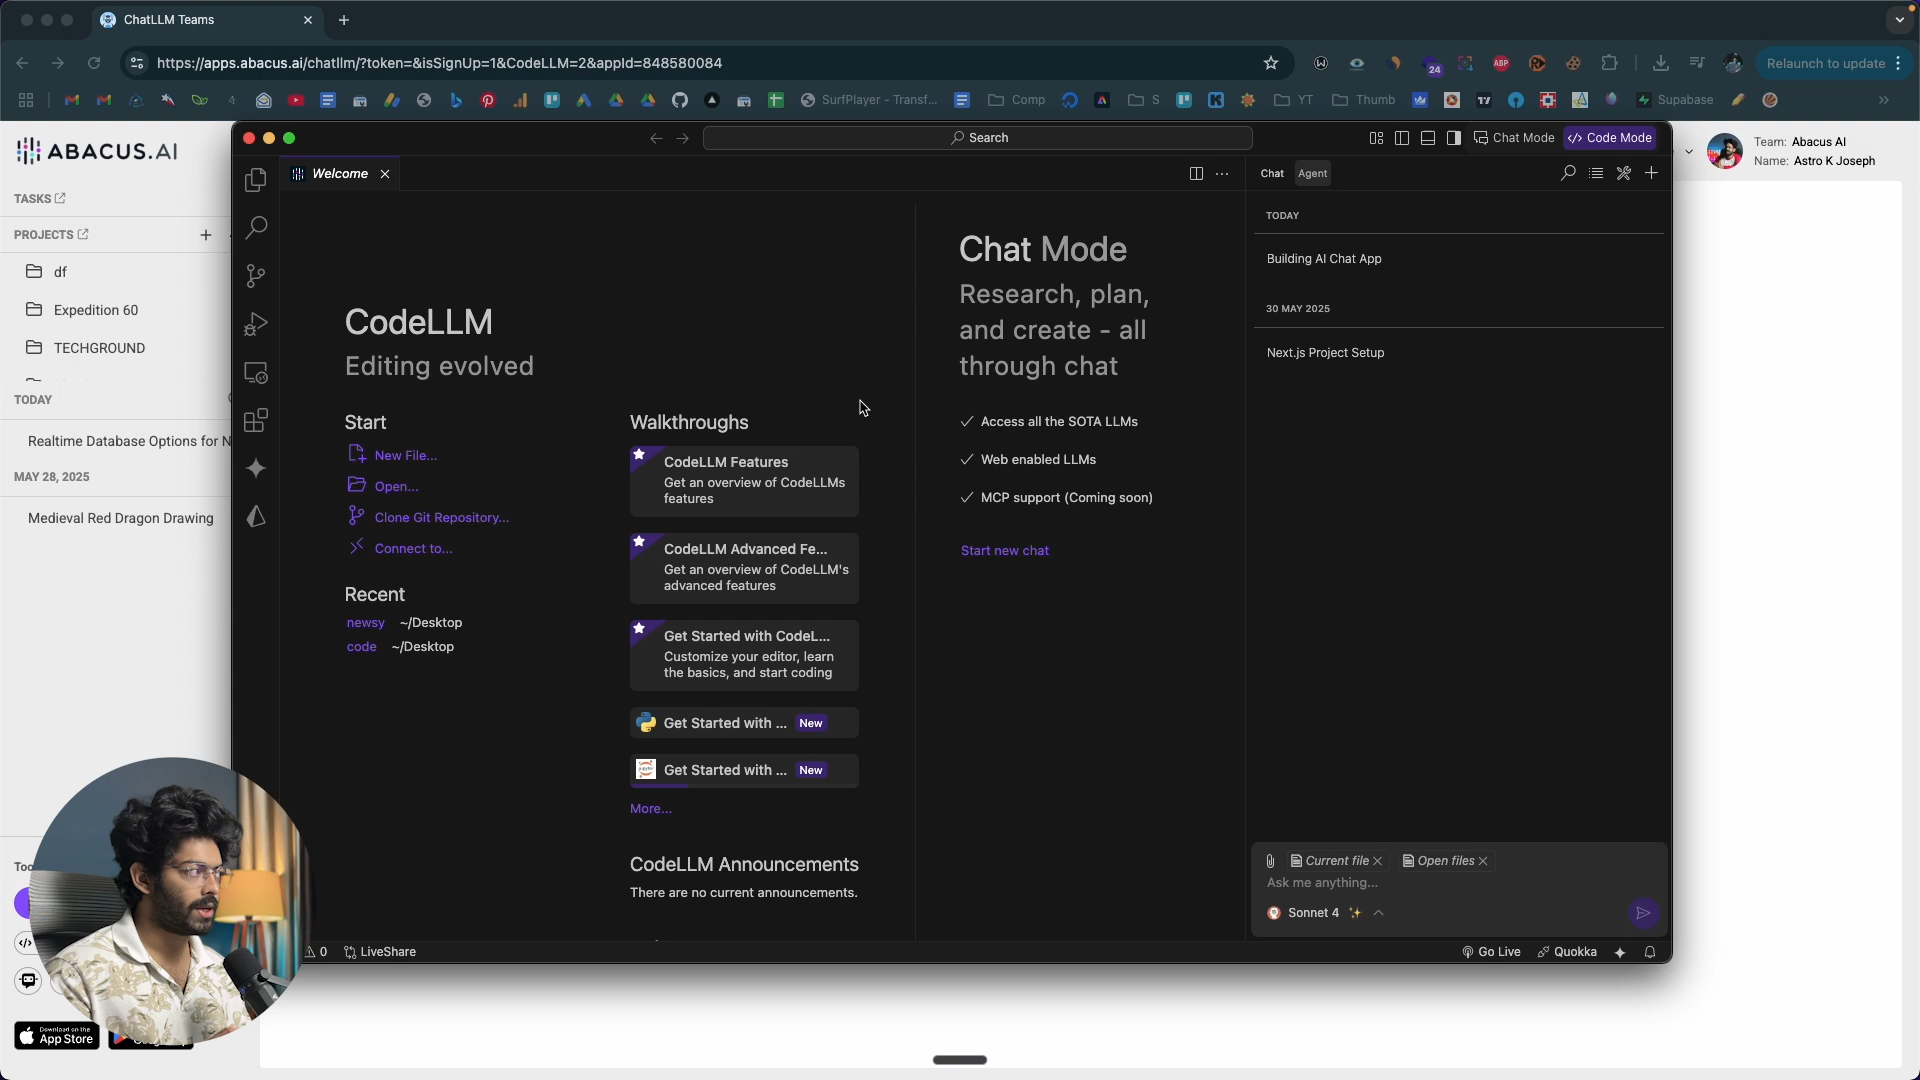 ChatLLM Teams
https://apps.abacus.ai/chatllm/?token=&isSignUp=1&CodeLLM=2&appId=848580084
24
ABP
Relaunch to update
SurfPlayer - Transf...
Comp
S
YT
Thumb
Supabase
ABACUS.AI
Team: Abacus AI
Name: Astro K Joseph
TASKS
PROJECTS
df
Expedition 60
TECHGROUND
TODAY
Realtime Database Options for N
MAY 28, 2025
Medieval Red Dragon Drawing
Download on the
App Store
Search
Chat Mode
Code Mode
Welcome
CodeLLM
Editing evolved
Start
New File...
Open...
Clone Git Repository...
Connect to...
Recent
newsy ~/Desktop
code ~/Desktop
Walkthroughs
CodeLLM Features
Get an overview of CodeLLMs
features
CodeLLM Advanced Fe...
Get an overview of CodeLLM's
advanced features
Get Started with CodeL...
Customize your editor, learn
the basics, and start coding
Get Started with ... New
Get Started with ... New
More...
CodeLLM Announcements
There are no current announcements.
Chat Mode
Research, plan,
and create - all
through chat
Access all the SOTA LLMs
Web enabled LLMs
MCP support (Coming soon)
Start new chat
Chat Agent
TODAY
Building AI Chat App
30 MAY 2025
Next.js Project Setup
Current file
Open files
Ask me anything...
Sonnet 4
0
LiveShare
Go Live
Quokka